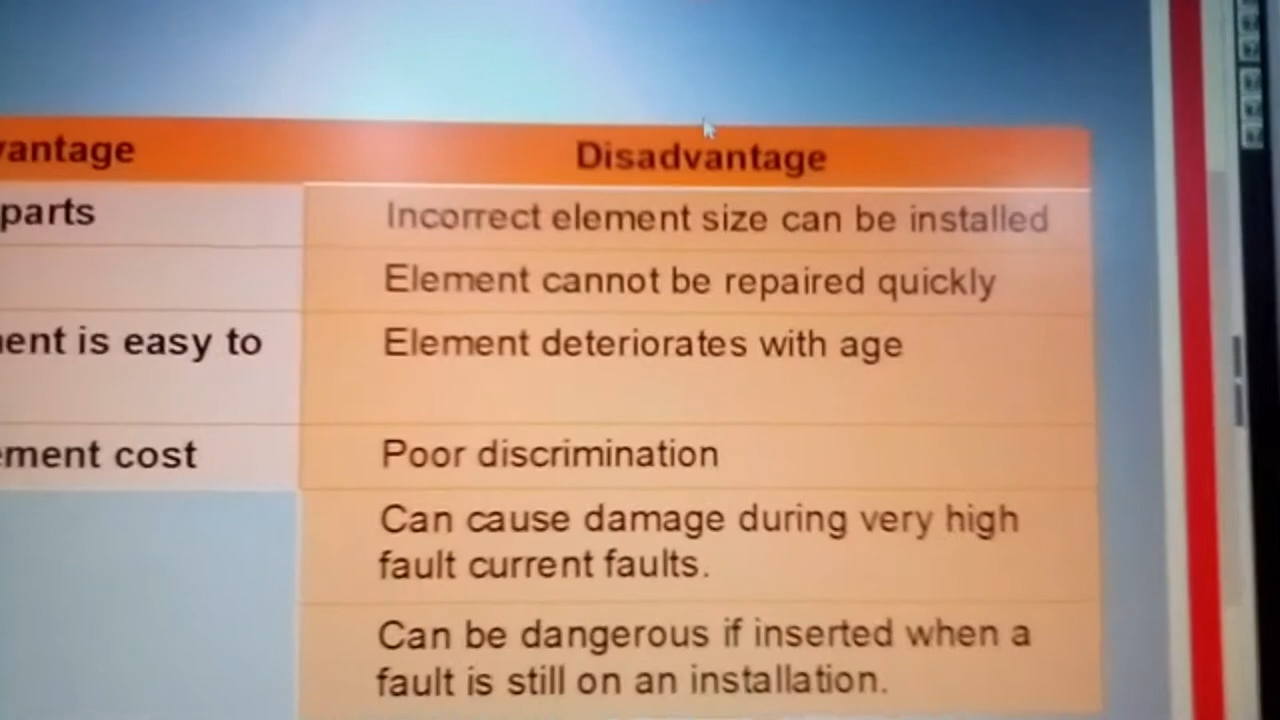 vantage Disadvantage
parts Incorrect element size can be installed
Element cannot be repaired quickly
ent is easy to Element deteriorates with age
ement cost Poor discrimination
Can cause damage during very high
fault current faults.
Can be dangerous if inserted when a
fault is still on an installation.